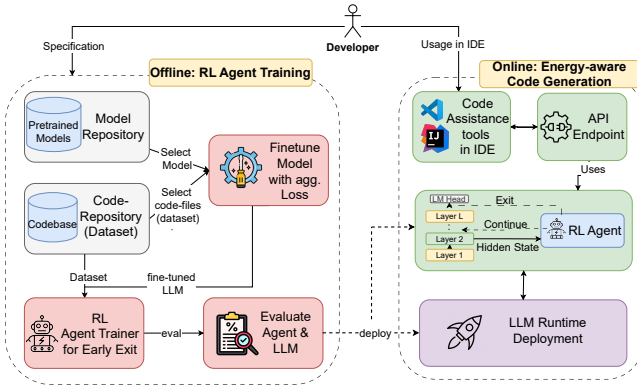 Developer
Specification
Usage in IDE
Offline: RL Agent Training
Online: Energy-aware
Code Generation
Pretrained
Models
Model
Repository
Select
Model
Finetune
Model
with agg.
Loss
Codebase
Code-
Repository
(Dataset)
Select
code-files
(dataset)
Dataset
fine-tuned
LLM
RL
Agent Trainer
for Early Exit
eval
Evaluate
Agent &
LLM
deploy
IJ
Code
Assistance
tools
in IDE
API
Endpoint
Uses
LM Head
Exit
Layer L
Continue
Layer 2
Hidden State
Layer 1
RL Agent
LLM Runtime
Deployment